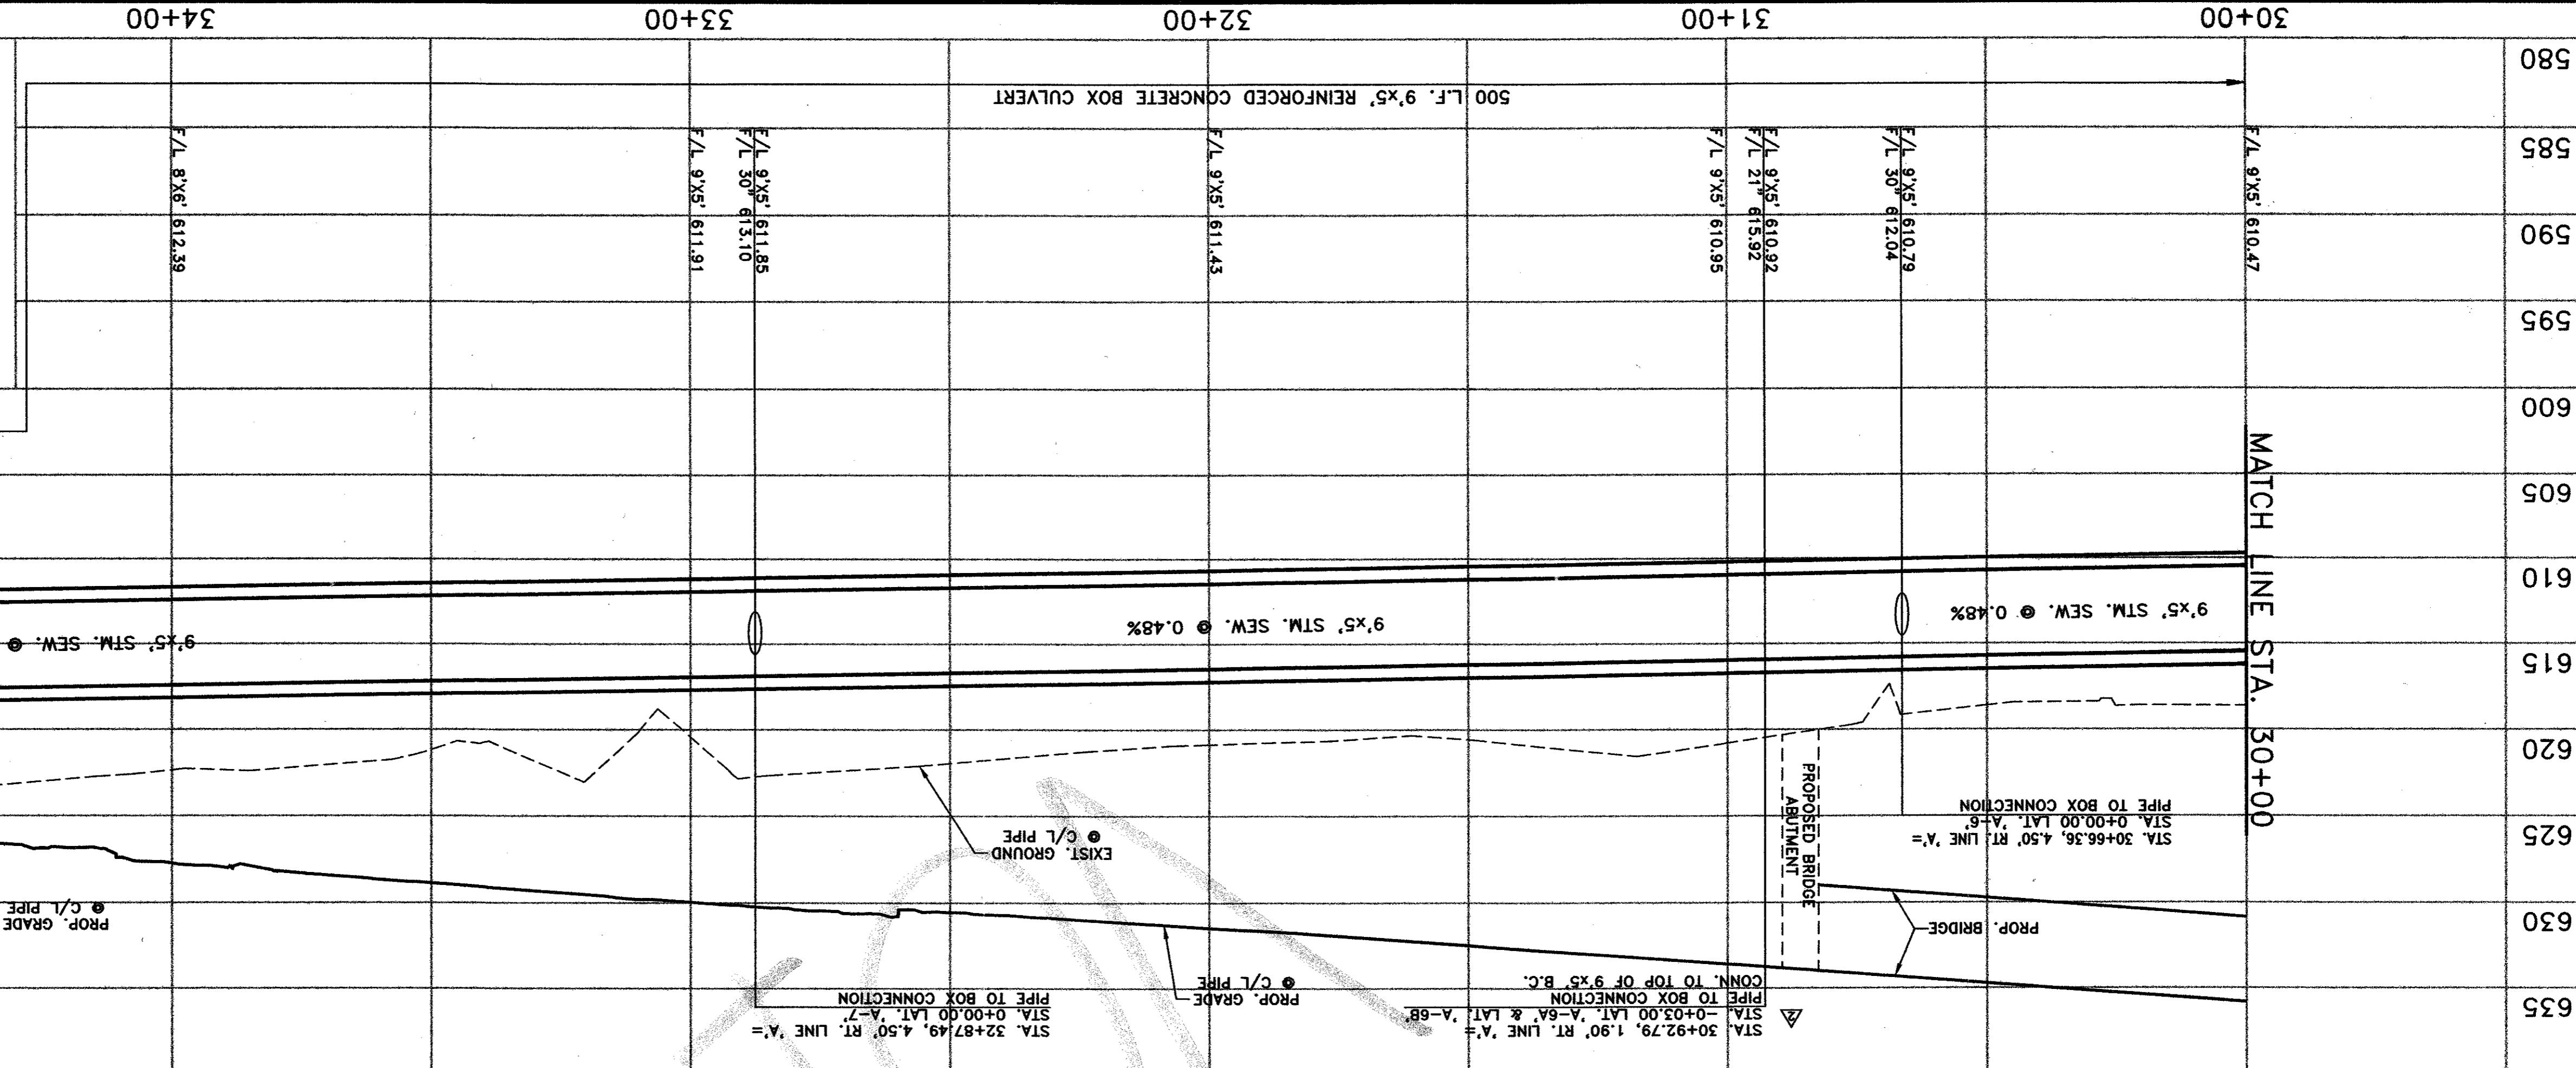 STA. 30+92.79, 1.90' RT. LINE 'A'=
STA. -0+03.00 LAT. 'A-6A' & LAT. 'A-6B'
PIPE TO BOX CONNECTION
CONN. TO TOP OF 9'x5' B.C.
2
STA. 32+87.49, 4.50' RT. LINE 'A'=
STA. 0+00.00 LAT. 'A-7'
PIPE TO BOX CONNECTION
635
PROP. GRADE
@ C/L PIPE
PROP. BRIDGE
630
PROP. GRADE
@ C/L PIPE
PROPOSED BRIDGE
ABUTMENT
STA. 30+66.36, 4.50' RT. LINE 'A'=
STA. 0+00.00 LAT. 'A-6'
PIPE TO BOX CONNECTION
EXIST. GROUND
@ C/L PIPE
625
620
MATCH LINE STA. 30+00
615
9'x5' STM. SEW. @ 0.48%
9'x5' STM. SEW. @ 0.48%
9'x5' STM. SEW. @
610
605
600
595
590
585
F/L 9'X5' 610.47
F/L 9'X5' 610.79
F/L 30" 612.04
F/L 9'X5' 610.92
F/L 21" 615.92
F/L 9'X5' 610.95
F/L 9'X5' 611.43
F/L 9'X5' 611.85
F/L 30" 613.10
F/L 9'X5' 611.91
F/L 8'X6' 612.39
500 L.F. 9'x5' REINFORCED CONCRETE BOX CULVERT
580
30+00
31+00
32+00
33+00
34+00